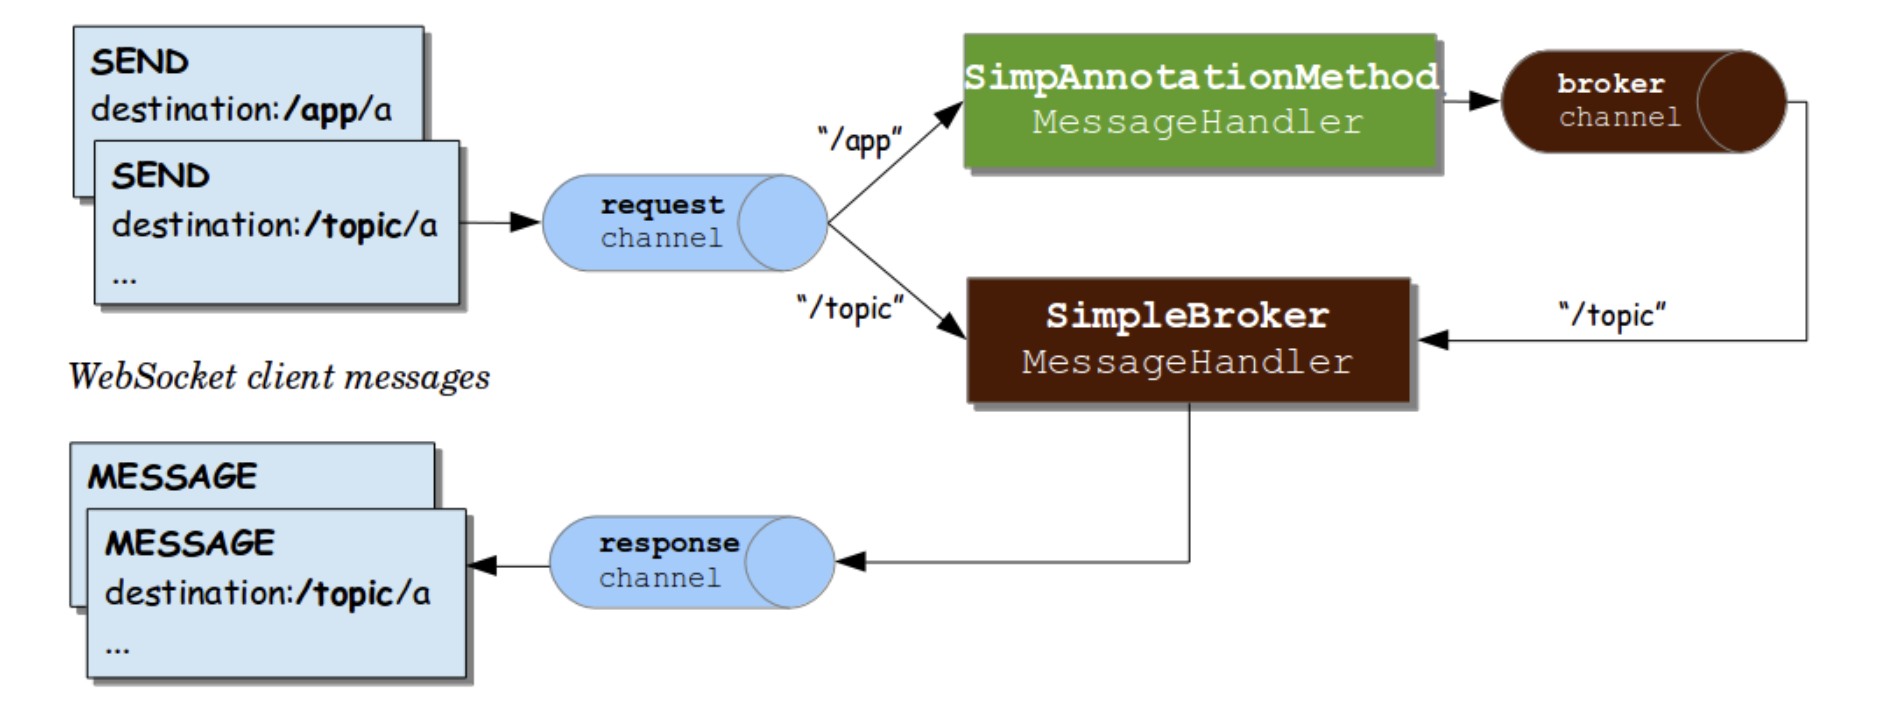 SEND
destination:/app/a
SEND
destination:/topic/a
...
request
channel
“/app”
“/topic”
SimpAnnotationMethod
MessageHandler
broker
channel
SimpleBroker
MessageHandler
“/topic”
WebSocket client messages
MESSAGE
MESSAGE
destination:/topic/a
...
response
channel